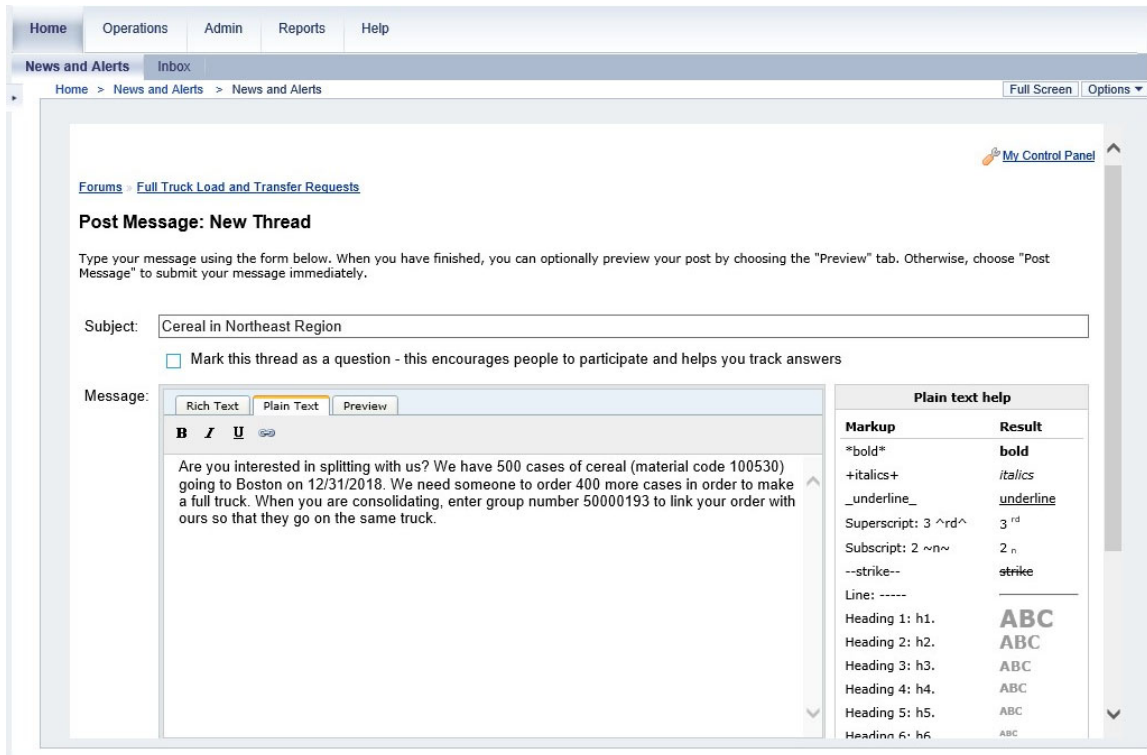 Home Operations Admin Reports Help
News and Alerts Inbox
Home > News and Alerts > News and Alerts Full Screen Options
My Control Panel
Forums » Full Truck Load and Transfer Requests
Post Message: New Thread
Type your message using the form below. When you have finished, you can optionally preview your post by choosing the "Preview" tab. Otherwise, choose "Post
Message" to submit your message immediately.
Subject: Cereal in Northeast Region
Mark this thread as a question - this encourages people to participate and helps you track answers
Message:
Rich Text Plain Text Preview
B I U
Are you interested in splitting with us? We have 500 cases of cereal (material code 100530)
going to Boston on 12/31/2018. We need someone to order 400 more cases in order to make
a full truck. When you are consolidating, enter group number 50000193 to link your order with
ours so that they go on the same truck.
Plain text help
Markup Result
*bold* bold
+italics+ italics
_underline_ underline
Superscript: 3 ^rd^ 3 rd
Subscript: 2 ~n~ 2 n
--strike-- strike
Line: -----
Heading 1: h1. ABC
Heading 2: h2. ABC
Heading 3: h3. ABC
Heading 4: h4. ABC
Heading 5: h5. ABC
Heading 6: h6 ABC